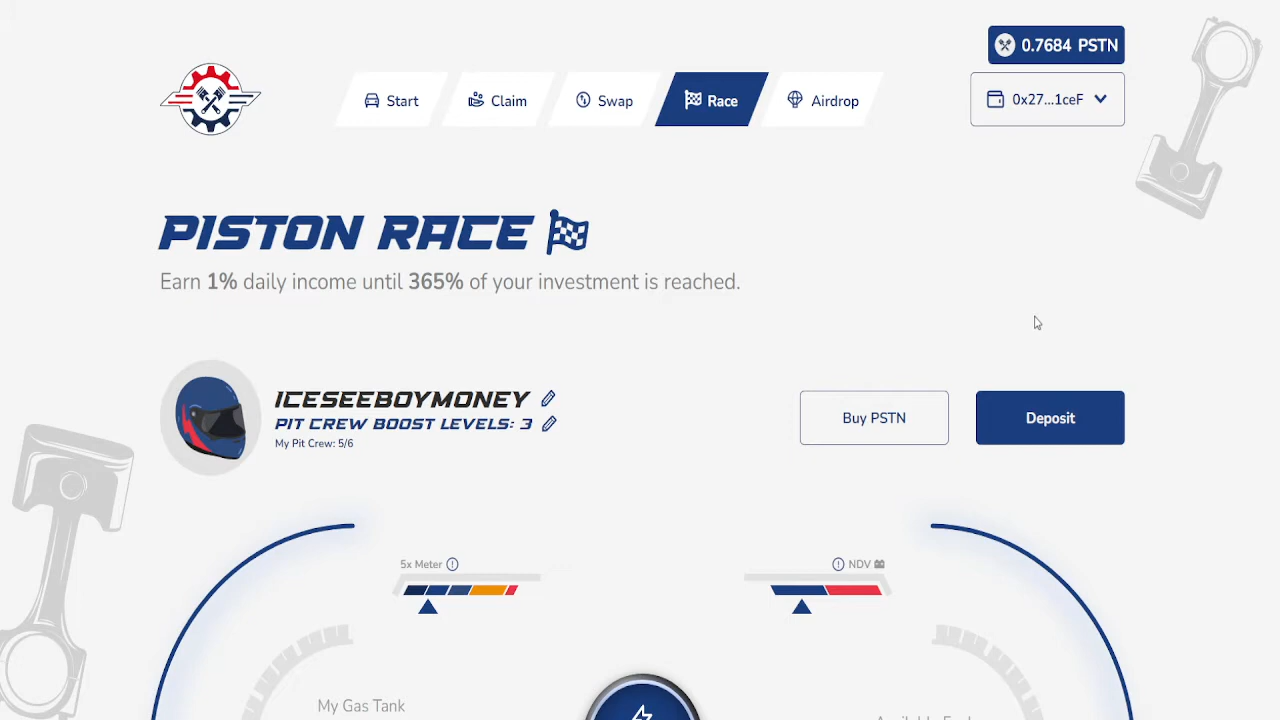 0.7684 PSTN
Start
Claim
Swap
Race
Airdrop
0x27...1ceF
PISTON RACE
Earn 1% daily income until 365% of your investment is reached.
ICESEEBOYMONEY
PIT CREW BOOST LEVELS: 3
My Pit Crew: 5/6
Buy PSTN
Deposit
5x Meter
NDV
My Gas Tank